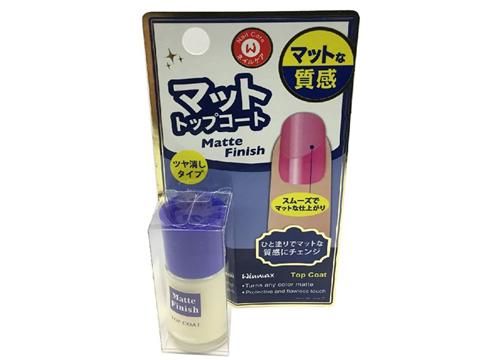 Nail Care
W
ネイルケア
マットな
質感
マット
トップコート
Matte
Finish
ツヤ消し
タイプ
スムーズで
マットな仕上がり
ひと塗りでマットな
質感にチェンジ
Winmax
Top Coat
• Turns any color matte
• Protective and flawless touch
Matte
Finish
TOP COAT